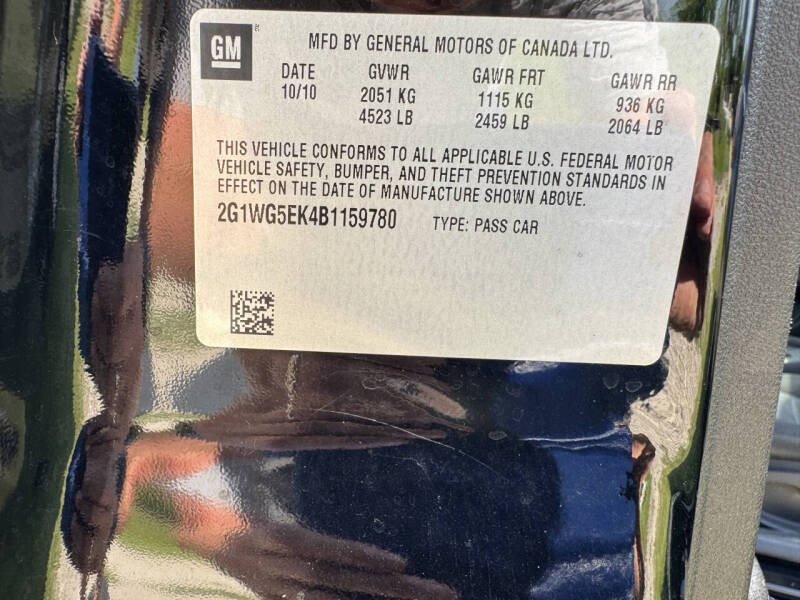 GM
MFD BY GENERAL MOTORS OF CANADA LTD.
DATE GVWR GAWR FRT GAWR RR
10/10 2051 KG 1115 KG 936 KG
4523 LB 2459 LB 2064 LB
THIS VEHICLE CONFORMS TO ALL APPLICABLE U.S. FEDERAL MOTOR
VEHICLE SAFETY, BUMPER, AND THEFT PREVENTION STANDARDS IN
EFFECT ON THE DATE OF MANUFACTURE SHOWN ABOVE.
2G1WG5EK4B1159780 TYPE: PASS CAR